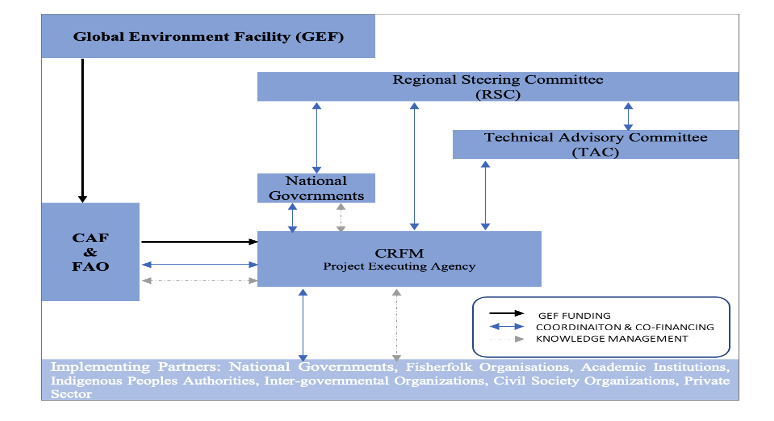 Global Environment Facility (GEF)
Regional Steering Committee
(RSC)
Technical Advisory Committee
(TAC)
National
Governments
CAF
&
FAO
CRFM
Project Executing Agency
GEF FUNDING
COORDINAITON & CO-FINANCING
KNOWLEDGE MANAGEMENT
Implementing Partners: National Governments, Fisherfolk Organisations, Academic Institutions,
Indigenous Peoples Authorities, Inter-governmental Organizations, Civil Society Organizations, Private
Sector